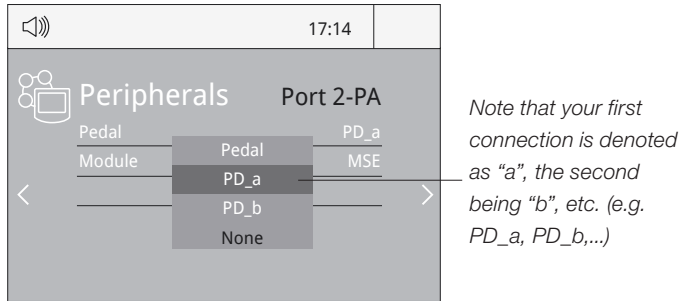 17:14
Peripherals Port 2-PA
Pedal PD_a
Module MSE
Pedal
PD_a
PD_b
None
Note that your first
connection is denoted
as “a”, the second
being “b”, etc. (e.g.
PD_a, PD_b,...)